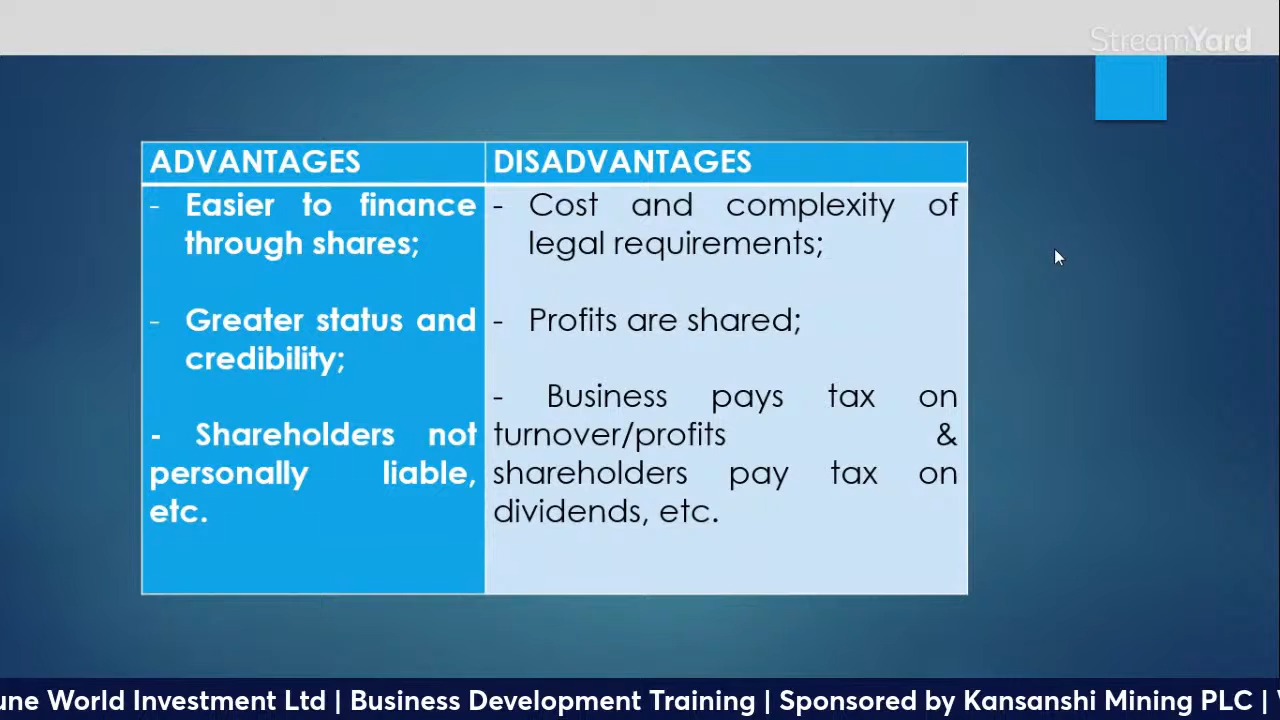 StreamYard
ADVANTAGES
- Easier to finance
through shares;
- Greater status and
credibility;
- Shareholders not
personally liable,
etc.
DISADVANTAGES
- Cost and complexity of
legal requirements;
- Profits are shared;
- Business pays tax on
turnover/profits &
shareholders pay tax on
dividends, etc.
World Investment Ltd | Business Development Training | Sponsored by Kansanshi Mining PLC |